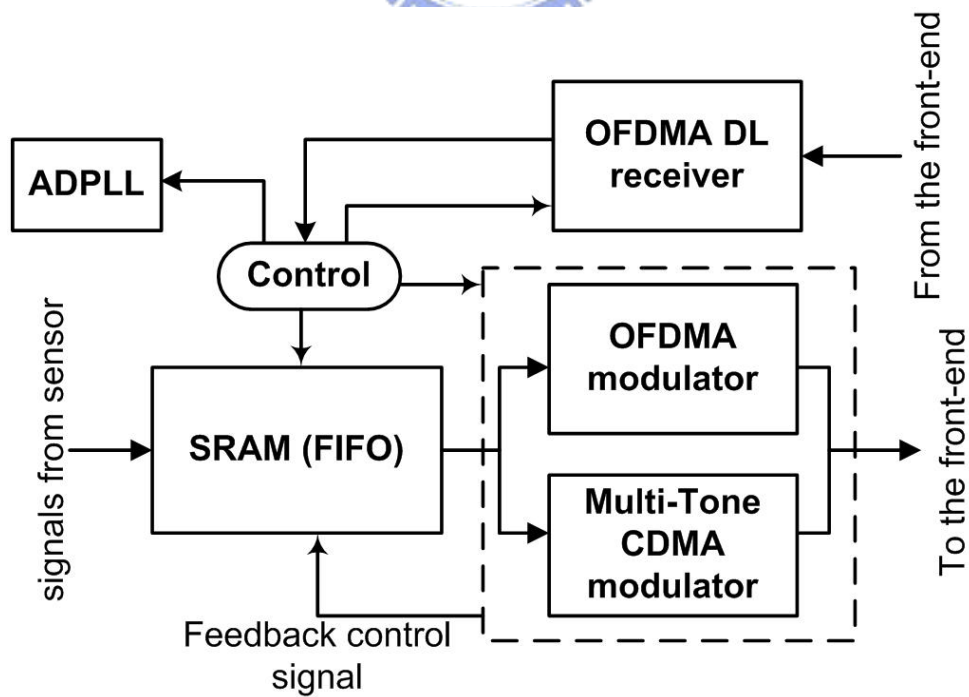 OFDMA DL
receiver
From the front-end
ADPLL
Control
signals from sensor
SRAM (FIFO)
OFDMA
modulator
Multi-Tone
CDMA
modulator
To the front-end
Feedback control
signal